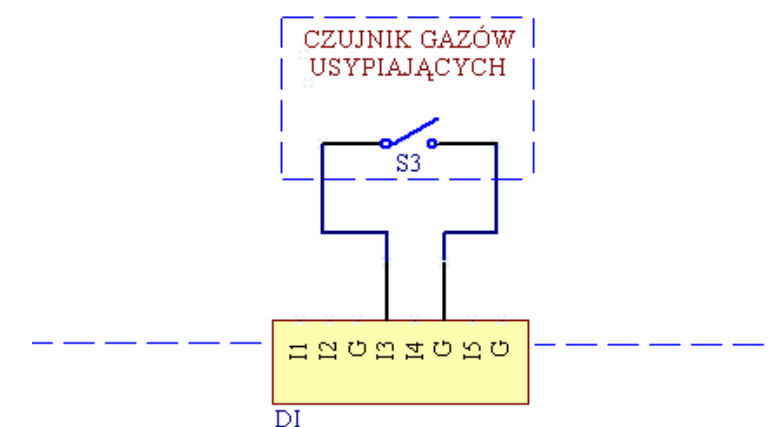 CZUJNIK GAZÓW
USYPIAJĄCYCH
S3
I1 I2 G I3 I4 G I5 G
DI